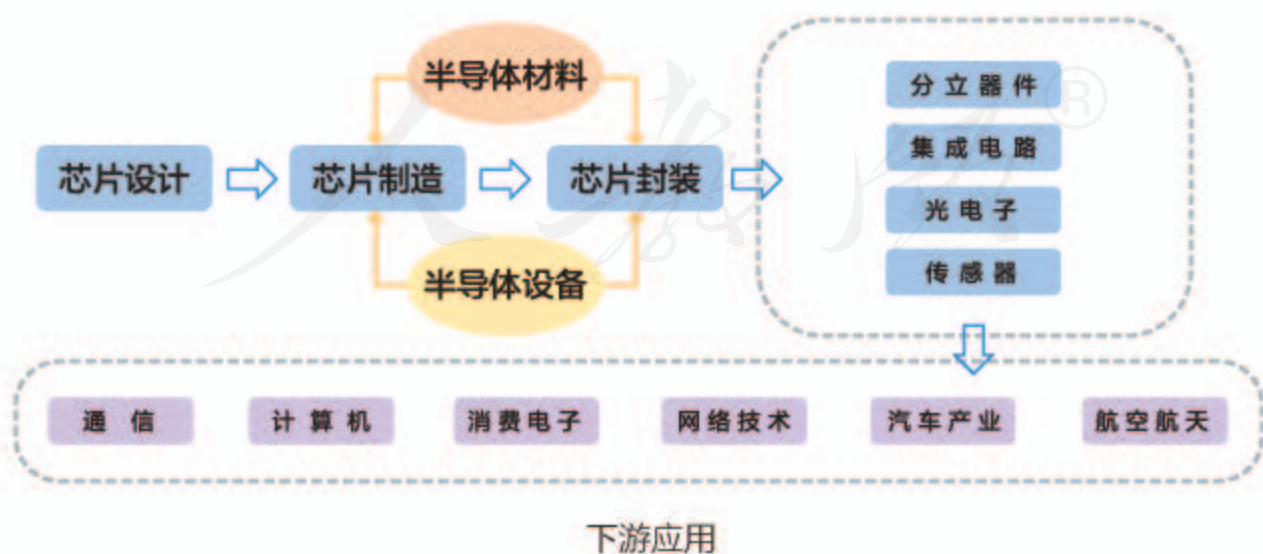 半导体材料
芯片设计
芯片制造
芯片封装
半导体设备
分立器件
集成电路
光电子
传感器
通信
计算机
消费电子
网络技术
汽车产业
航空航天
下游应用